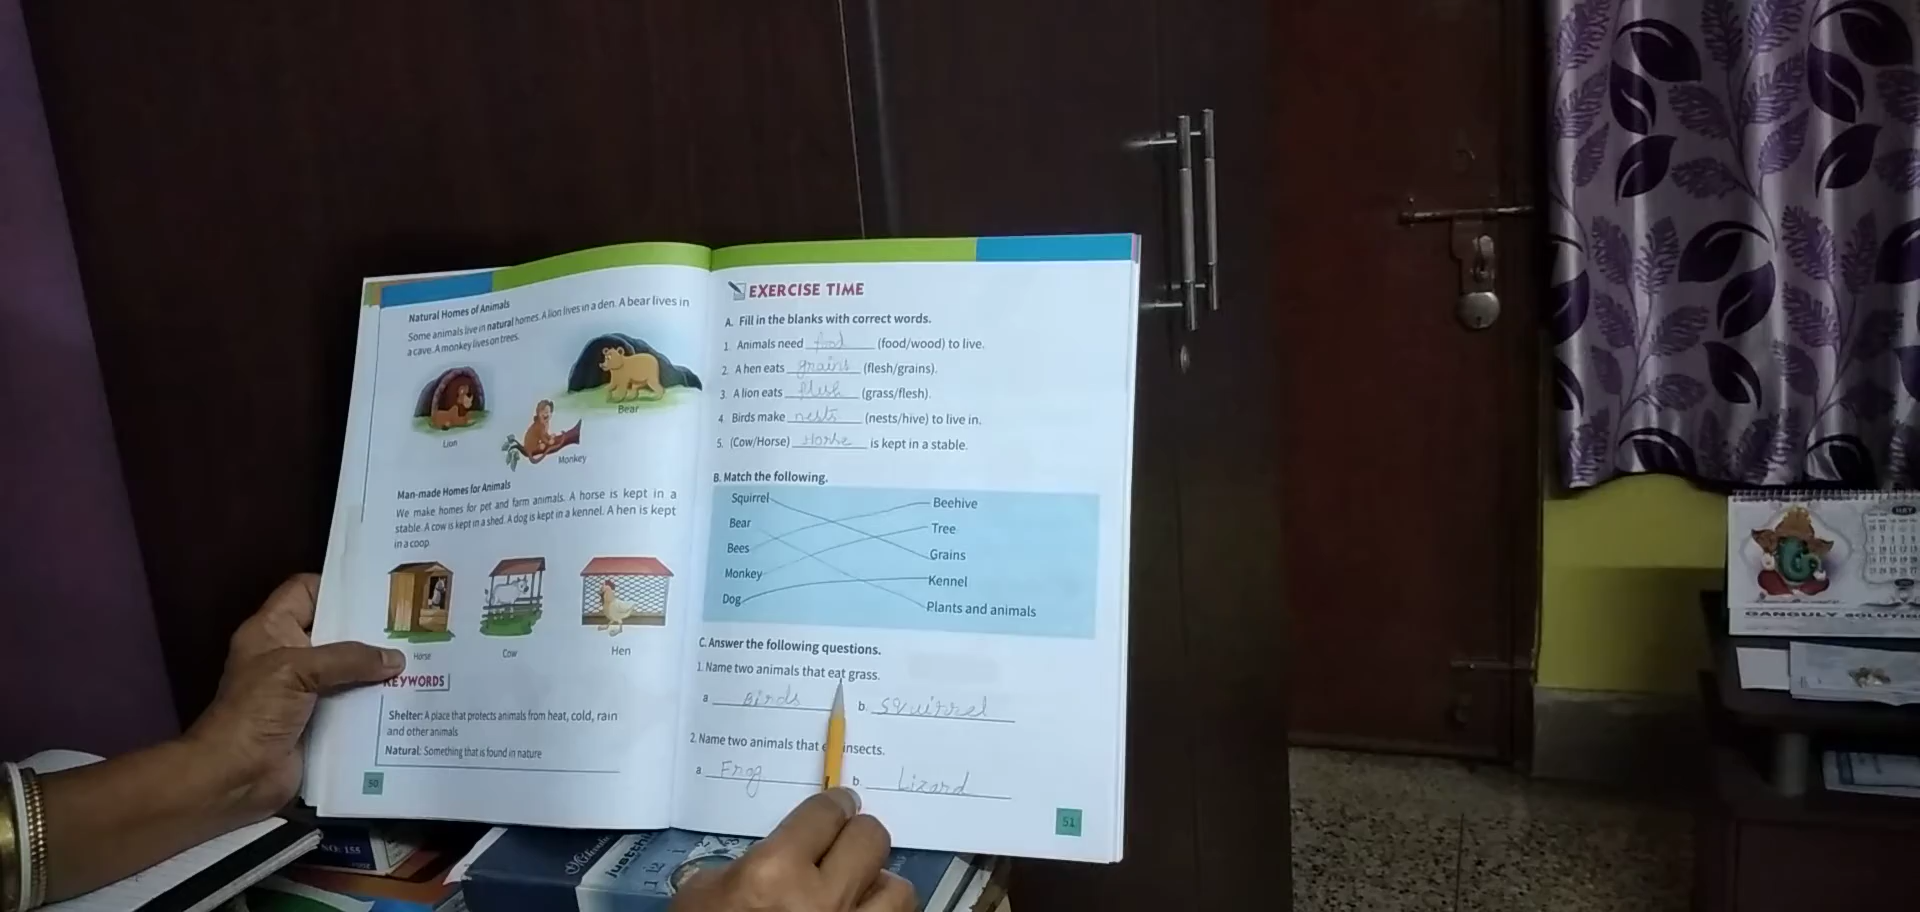 Natural Homes of Animals
Some animals live in natural homes. A lion lives in a den. A bear lives in
a cave. A monkey lives on trees.
Bear
Lion
Monkey
Man-made Homes for Animals
We make homes for pet and farm animals. A horse is kept in a
stable. A cow is kept in a shed. A dog is kept in a kennel. A hen is kept
in a coop.
Horse
Cow
Hen
KEYWORDS
Shelter: A place that protects animals from heat, cold, rain
and other animals
Natural: Something that is found in nature
50
EXERCISE TIME
A. Fill in the blanks with correct words.
1. Animals need food (food/wood) to live.
2. A hen eats grains (flesh/grains).
3. A lion eats flesh (grass/flesh).
4. Birds make nests (nests/hive) to live in.
5. (Cow/Horse) Horse is kept in a stable.
B. Match the following.
Squirrel Beehive
Bear Tree
Bees Grains
Monkey Kennel
Dog Plants and animals
C. Answer the following questions.
1. Name two animals that eat grass.
a. Birds b. Squirrel
2. Name two animals that insects.
a. Frog b. Lizard
51
NO: 155
MAY
GANGULY SOLUTION